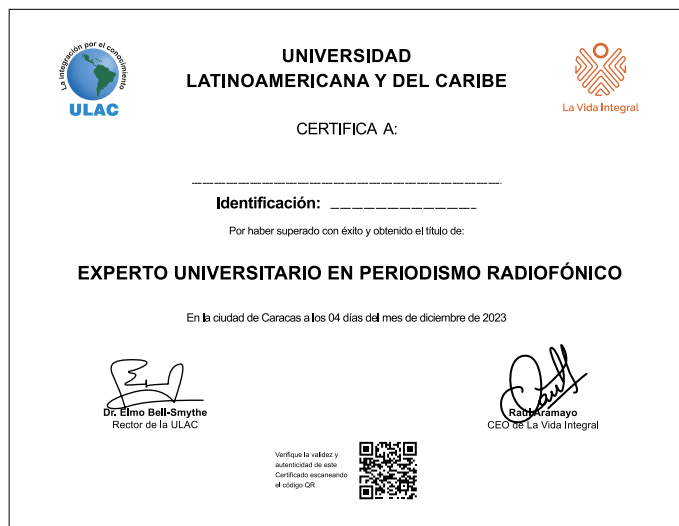 La integración por el conocimiento
ULAC
UNIVERSIDAD
LATINOAMERICANA Y DEL CARIBE
La Vida Integral
CERTIFICA A:
Identificación:
Por haber superado con éxito y obtenido el título de:
EXPERTO UNIVERSITARIO EN PERIODISMO RADIOFÓNICO
En la ciudad de Caracas a los 04 días del mes de diciembre de 2023
Dr. Elmo Bell-Smythe
Rector de la ULAC
Raúl Aramayo
CEO de La Vida Integral
Verifique la validez y
autenticidad de este
Certificado escaneando
el código QR